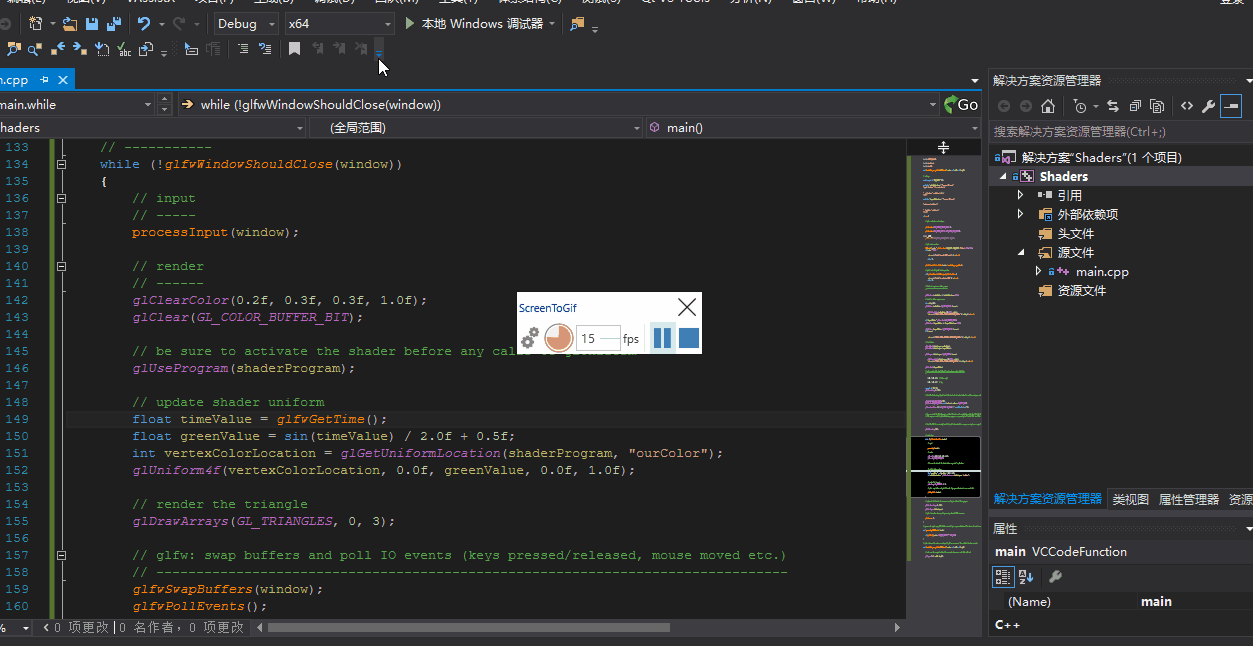 Debug
x64
本地 Windows 调试器
.cpp
main.while
while (!glfwWindowShouldClose(window))
Go
haders
(全局范围)
main()
133 // -----------
134 while (!glfwWindowShouldClose(window))
135 {
136 // input
137 // -----
138 processInput(window);
139
140 // render
141 // ------
142 glClearColor(0.2f, 0.3f, 0.3f, 1.0f);
143 glClear(GL_COLOR_BUFFER_BIT);
144
145 // be sure to activate the shader before any
146 glUseProgram(shaderProgram);
147
148 // update shader uniform
149 float timeValue = glfwGetTime();
150 float greenValue = sin(timeValue) / 2.0f + 0.5f;
151 int vertexColorLocation = glGetUniformLocation(shaderProgram, "ourColor");
152 glUniform4f(vertexColorLocation, 0.0f, greenValue, 0.0f, 1.0f);
153
154 // render the triangle
155 glDrawArrays(GL_TRIANGLES, 0, 3);
156
157 // glfw: swap buffers and poll IO events (keys pressed/released, mouse moved etc.)
158 // -------------------------------------------------------------------------------
159 glfwSwapBuffers(window);
160 glfwPollEvents();
% 0 项更改 | 0 名作者，0 项更改
ScreenToGif
15 fps
解决方案资源管理器
搜索解决方案资源管理器(Ctrl+;)
解决方案"Shaders"(1 个项目)
Shaders
引用
外部依赖项
头文件
源文件
main.cpp
资源文件
解决方案资源管理器 类视图 属性管理器 资源
属性
main VCCodeFunction
(Name) main
C++